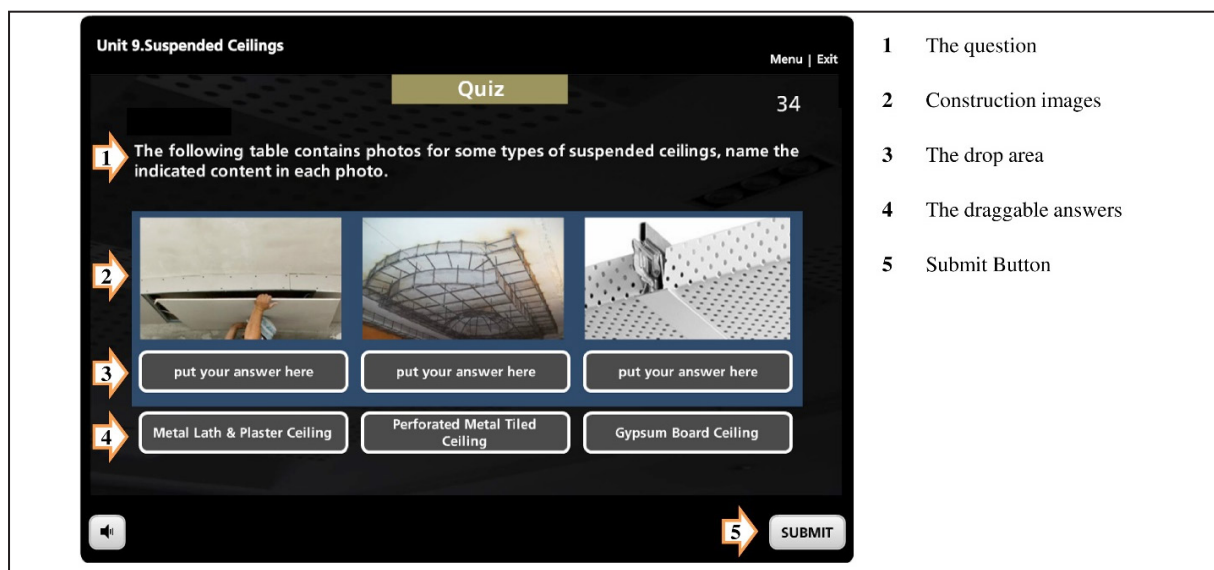 Unit 9.Suspended Ceilings
Menu | Exit
Quiz
34
1
The following table contains photos for some types of suspended ceilings, name the
indicated content in each photo.
2
3
put your answer here
put your answer here
put your answer here
4
Metal Lath & Plaster Ceiling
Perforated Metal Tiled
Ceiling
Gypsum Board Ceiling
5
SUBMIT
1 The question
2 Construction images
3 The drop area
4 The draggable answers
5 Submit Button